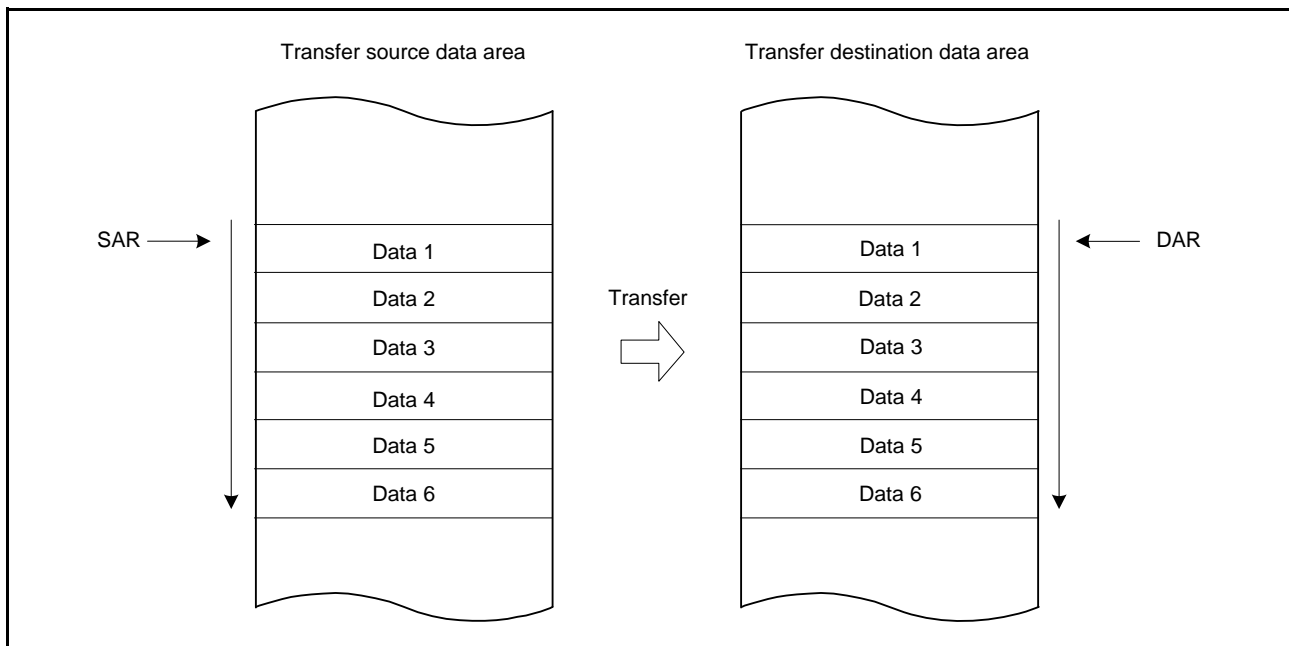 Transfer source data area
Transfer destination data area
SAR
Data 1
Data 2
Data 3
Data 4
Data 5
Data 6
Transfer
Data 1
Data 2
Data 3
Data 4
Data 5
Data 6
DAR